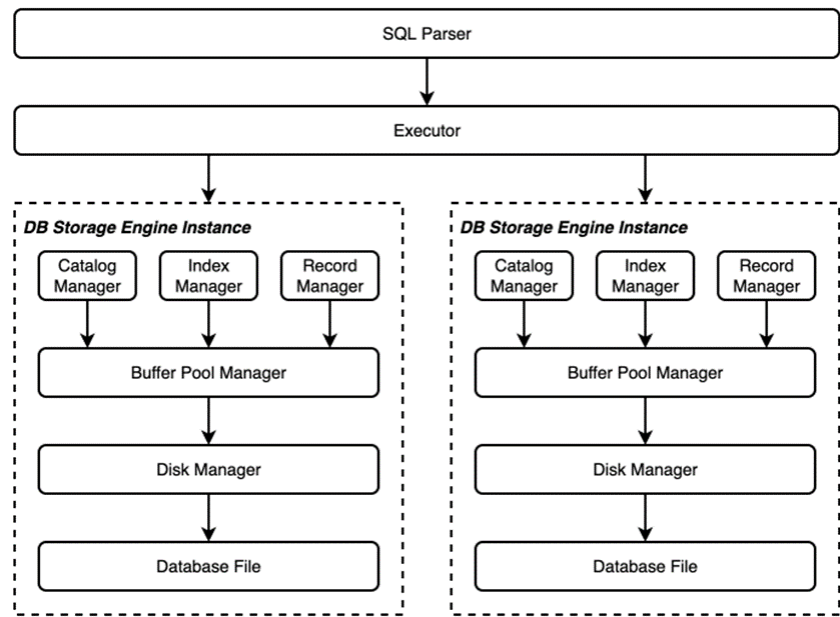 SQL Parser
Executor
DB Storage Engine Instance
Catalog
Manager
Index
Manager
Record
Manager
Buffer Pool Manager
Disk Manager
Database File
DB Storage Engine Instance
Catalog
Manager
Index
Manager
Record
Manager
Buffer Pool Manager
Disk Manager
Database File